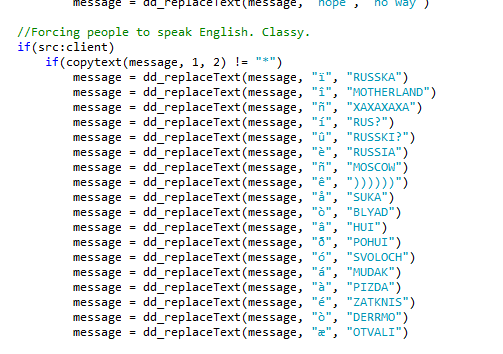 message = dd_replaceText(message, "nope", "no way")
//Forcing people to speak English. Classy.
if(src:client)
if(copytext(message, 1, 2) != "*")
message = dd_replaceText(message, "ï", "RUSSKA")
message = dd_replaceText(message, "î", "MOTHERLAND")
message = dd_replaceText(message, "ñ", "XAXAXAXA")
message = dd_replaceText(message, "í", "RUS?")
message = dd_replaceText(message, "û", "RUSSKI?")
message = dd_replaceText(message, "è", "RUSSIA")
message = dd_replaceText(message, "ñ", "MOSCOW")
message = dd_replaceText(message, "ê", "))))))")
message = dd_replaceText(message, "å", "SUKA")
message = dd_replaceText(message, "ò", "BLYAD")
message = dd_replaceText(message, "â", "HUI")
message = dd_replaceText(message, "ð", "POHUI")
message = dd_replaceText(message, "ó", "SVOLOCH")
message = dd_replaceText(message, "á", "MUDAK")
message = dd_replaceText(message, "à", "PIZDA")
message = dd_replaceText(message, "é", "ZATKNIS")
message = dd_replaceText(message, "ò", "DERRMO")
message = dd_replaceText(message, "æ", "OTVALI")